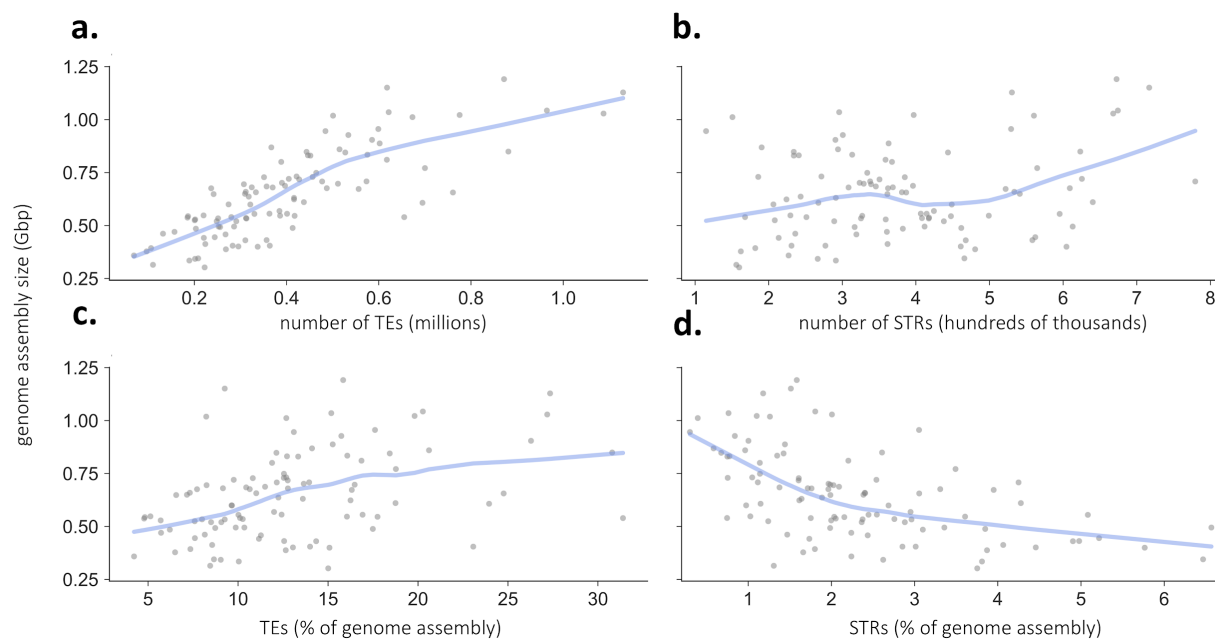 a.
b.
1.25
1.00
0.75
0.50
0.25
0.2 0.4 0.6 0.8 1.0
1 2 3 4 5 6 7 8
number of TEs (millions)
number of STRs (hundreds of thousands)
genome assembly size (Gbp)
c.
d.
1.25
1.00
0.75
0.50
0.25
5 10 15 20 25 30
1 2 3 4 5 6
TEs (% of genome assembly)
STRs (% of genome assembly)